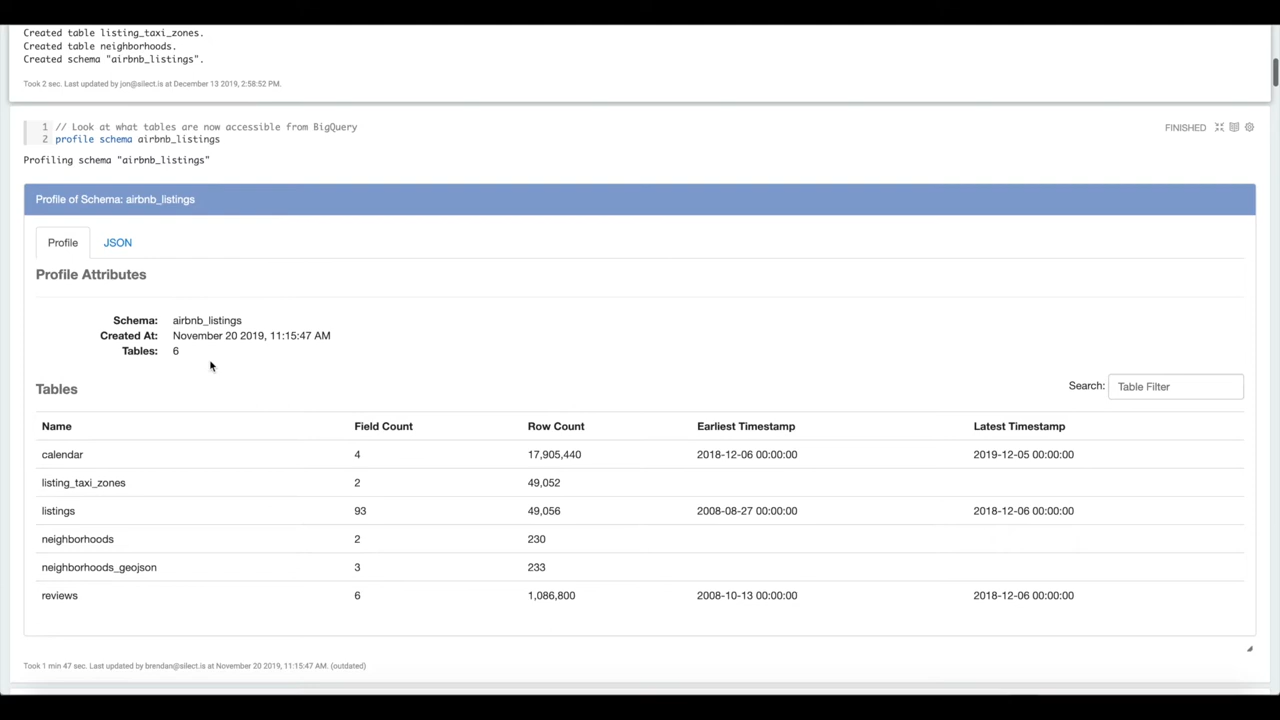 Created table listing_taxi_zones.
Created table neighborhoods.
Created schema "airbnb_listings".
Took 2 sec. Last updated by jon@silect.is at December 13 2019, 2:58:52 PM.
1 // Look at what tables are now accessible from BigQuery
FINISHED
2 profile schema airbnb_listings
Profiling schema "airbnb_listings"
Profile of Schema: airbnb_listings
Profile JSON
Profile Attributes
Schema: airbnb_listings
Created At: November 20 2019, 11:15:47 AM
Tables: 6
Tables
Search: Table Filter
Name Field Count Row Count Earliest Timestamp Latest Timestamp
calendar 4 17,905,440 2018-12-06 00:00:00 2019-12-05 00:00:00
listing_taxi_zones 2 49,052
listings 93 49,056 2008-08-27 00:00:00 2018-12-06 00:00:00
neighborhoods 2 230
neighborhoods_geojson 3 233
reviews 6 1,086,800 2008-10-13 00:00:00 2018-12-06 00:00:00
Took 1 min 47 sec. Last updated by brendan@silect.is at November 20 2019, 11:15:47 AM. (outdated)